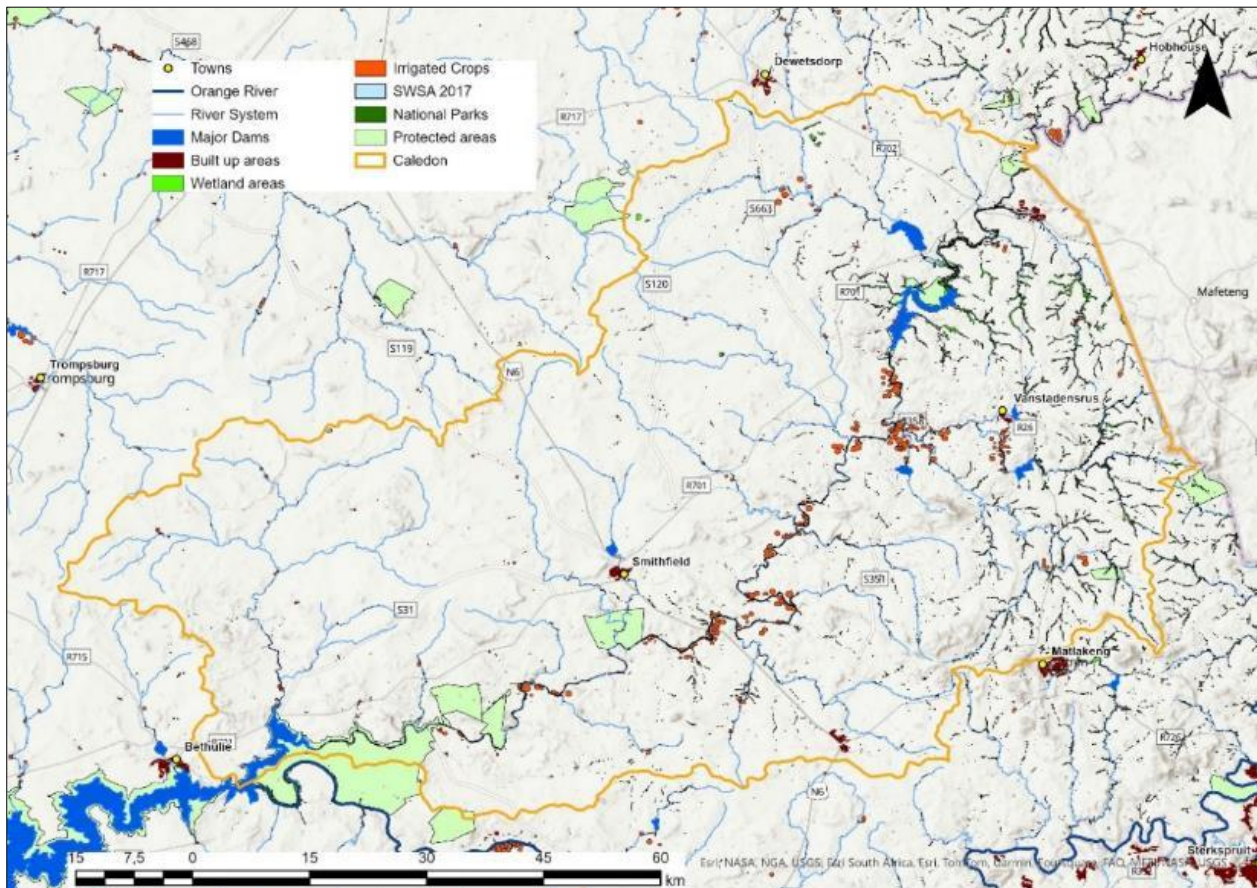 N
S468
Hobhouse
Dewetsdorp
Towns
Orange River
River System
Major Dams
Built up areas
Wetland areas
Irrigated Crops
SWSA 2017
National Parks
Protected areas
Caledon
R717
R702
S663
S120
R717
R701
Mafeteng
S119
N6
Trompsburg
Trompsburg
Vanstadensrus
R26
R701
Smithfield
S351
S31
R715
Matlakeng
Bethulie
R726
N6
Sterkspruit
15 7,5 0 15 30 45 60
km